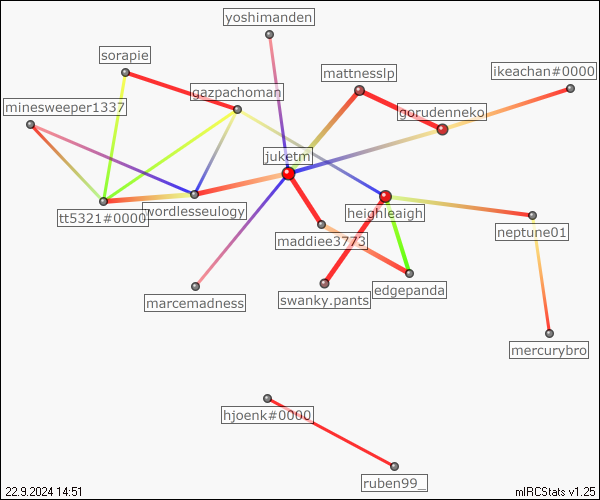 yoshimanden
sorapie
mattnesslp
ikeachan#0000
gazpachoman
minesweeper1337
gorudenneko
juketm
tt5321#0000
wordlesseulogy
heighleaigh
maddiee3773
neptune01
marcemadness
swanky.pants
edgepanda
mercurybro
hjoenk#0000
ruben99_
22.9.2024 14:51
mIRCStats v1.25